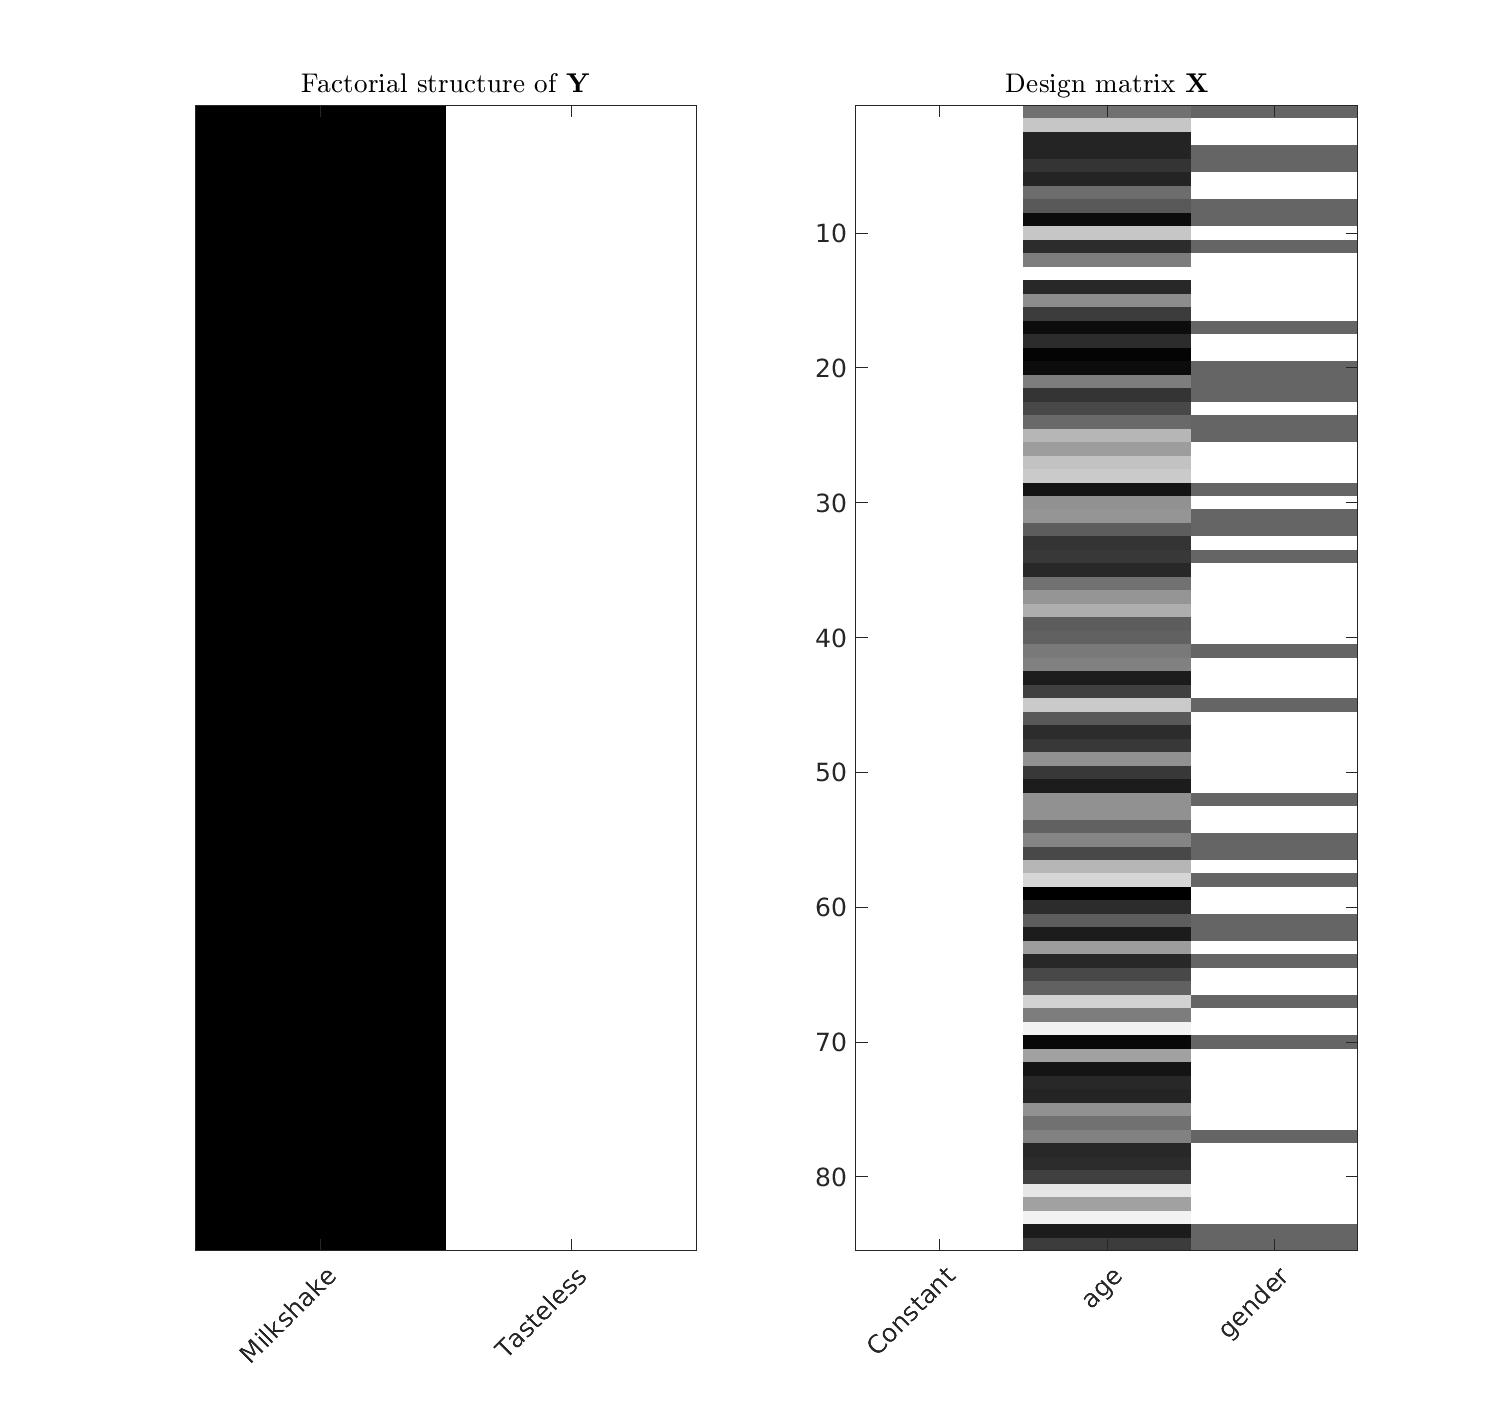 Factorial structure of Y
Design matrix X
10
20
30
40
50
60
70
80
Milkshake
Tasteless
Constant
age
gender